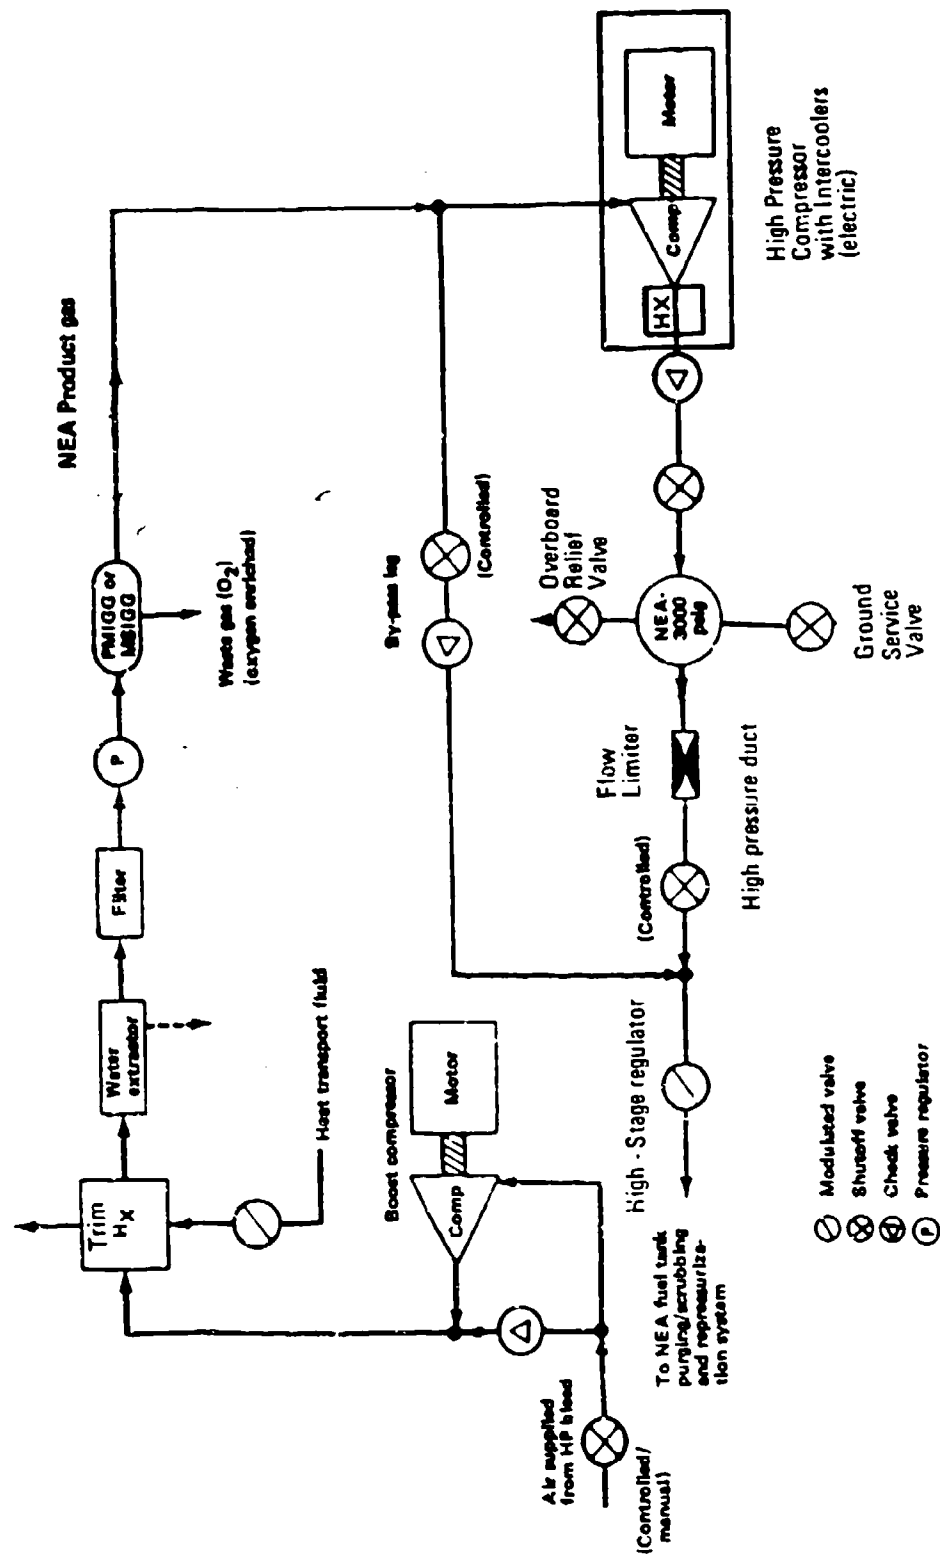 NEA Product gas
PMIGG or
MSIGG
Waste gas (O2)
(oxygen enriched)
P
Filter
Water
extractor
Trim
HX
Heat transport fluid
Boost compressor
Motor
Comp
Air supplied
from HP bleed
(Controlled/
manual)
By-pass leg
(Controlled)
Motor
Comp
HX
High Pressure
Compressor
with Intercoolers
(electric)
Overboard
Relief
Valve
NEA-
3000
psig
Ground
Service
Valve
Flow
Limiter
High pressure duct
(Controlled)
High - Stage regulator
To NEA fuel tank
purging/scrubbing
and repressuriza-
tion system
Modulated valve
Shutoff valve
Check valve
P Pressure regulator